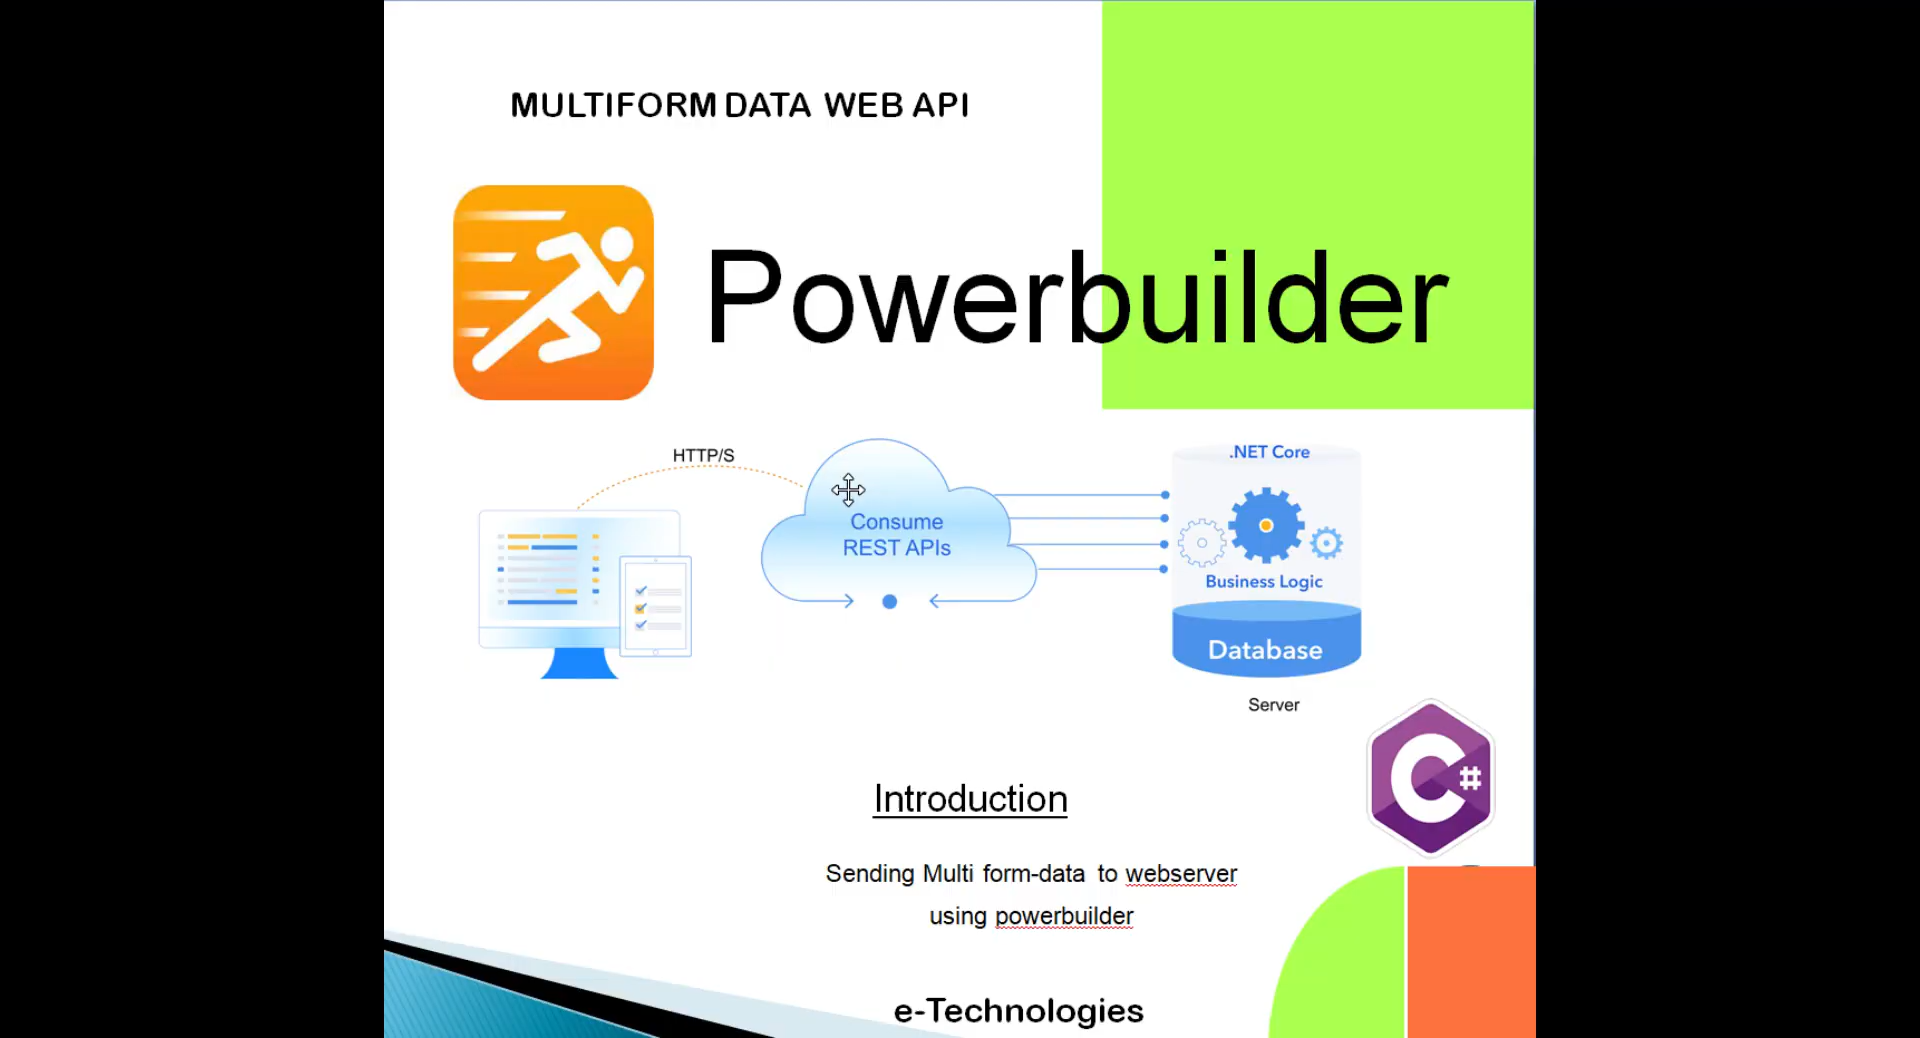 MULTIFORM DATA WEB API
Powerbuilder
HTTP/S
Consume
REST APIs
.NET Core
Business Logic
Database
Server
C#
Introduction
Sending Multi form-data to webserver
using powerbuilder
e-Technologies